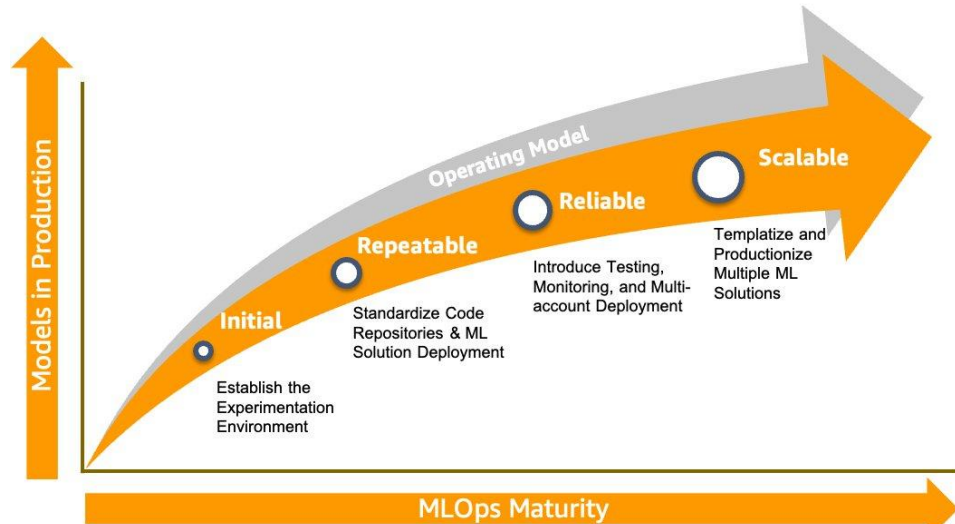 Models in Production
Operating Model
Initial
Establish the
Experimentation
Environment
Repeatable
Standardize Code
Repositories & ML
Solution Deployment
Reliable
Introduce Testing,
Monitoring, and Multi-
account Deployment
Scalable
Templatize and
Productionize
Multiple ML
Solutions
MLOps Maturity